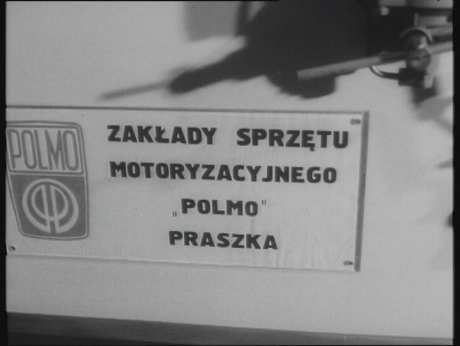 POLMO
ZAKŁADY SPRZĘTU
MOTORYZACYJNEGO
„POLMO"
PRASZKA